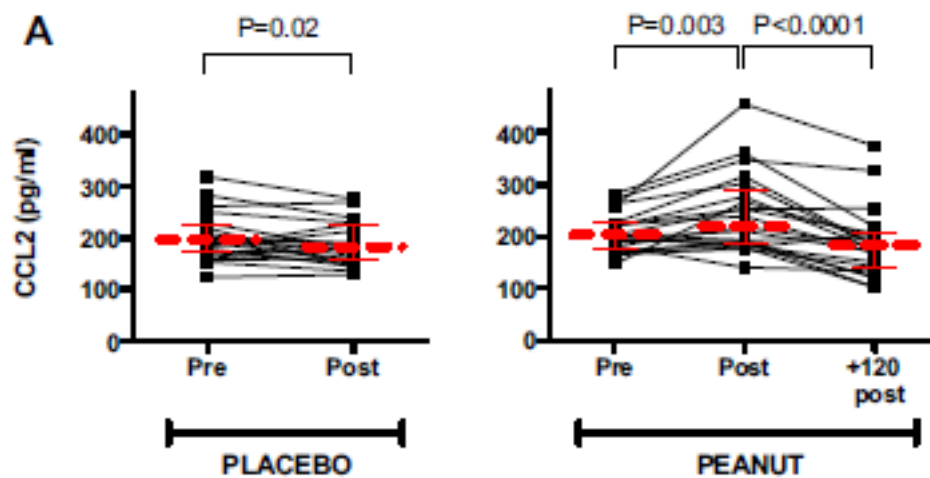 A
P=0.02
P=0.003 P<0.0001
CCL2 (pg/ml)
400
300
200
100
0
Pre Post
PLACEBO
400
300
200
100
0
Pre Post +120
post
PEANUT